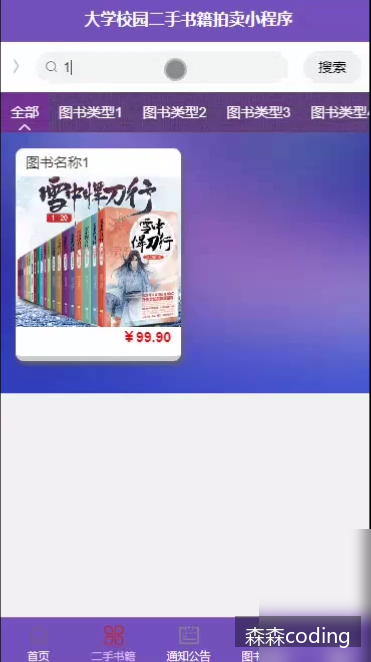 大学校园二手书籍拍卖小程序
1
搜索
全部 图书类型1 图书类型2 图书类型3 图书类型
图书名称1
雪中悍刀行
1 20
雪中
悍刀行
￥99.90
首页 二手书籍 通知公告 图书
森森coding